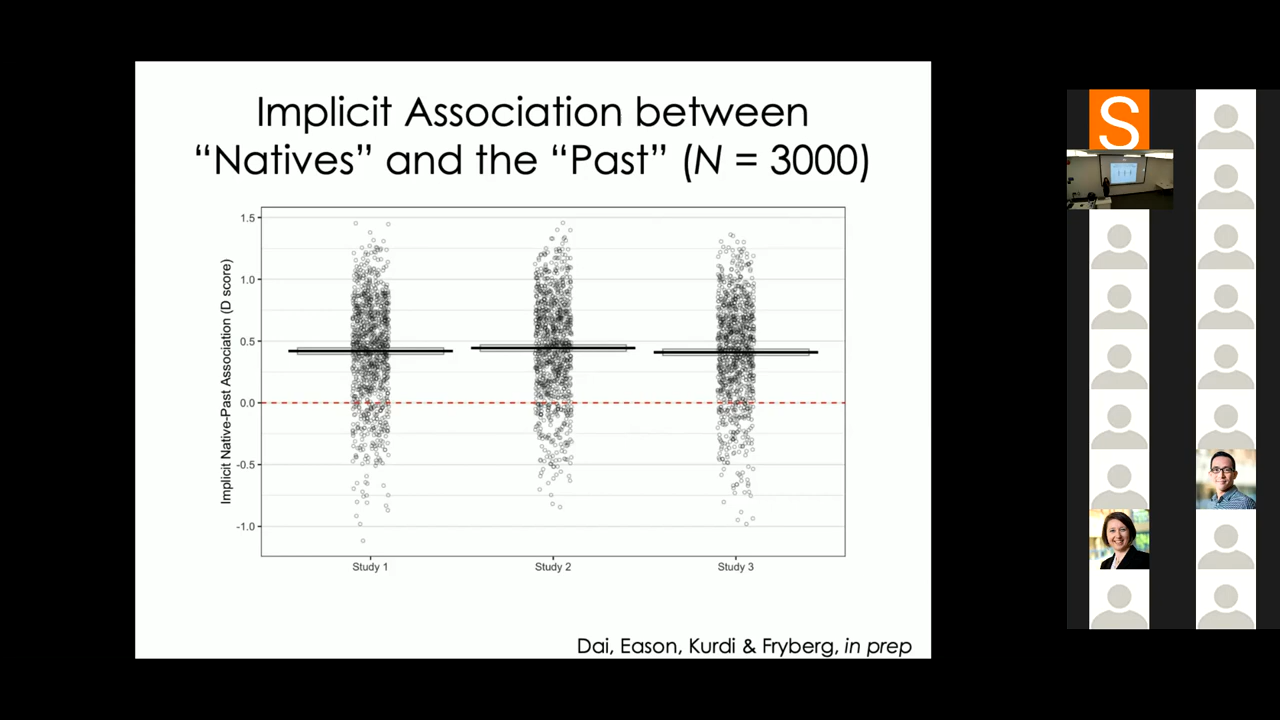 Implicit Association between
“Natives” and the “Past” (N = 3000)
Implicit Native-Past Association (D score)
1.5
1.0
0.5
0.0
-0.5
-1.0
Study 1
Study 2
Study 3
Dai, Eason, Kurdi & Fryberg, in prep
S